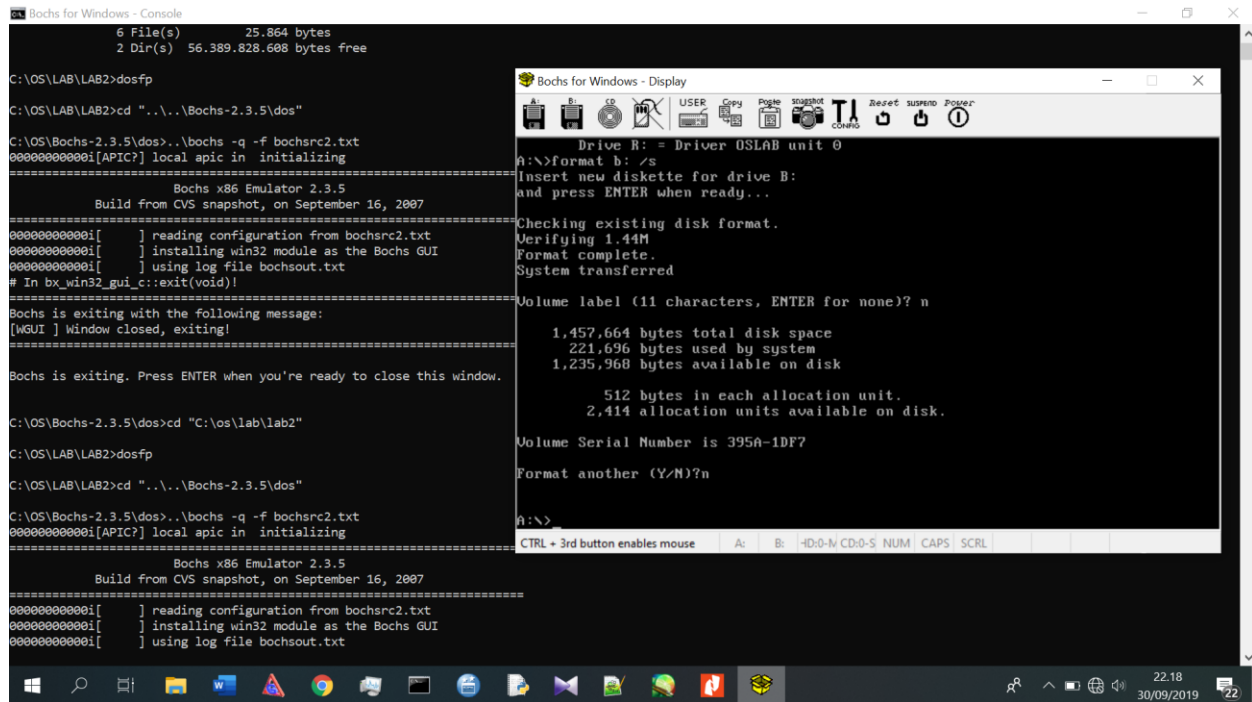 Bochs for Windows - Console
6 File(s) 25.864 bytes
2 Dir(s) 56.389.828.608 bytes free
C:\OS\LAB\LAB2>dosfp
C:\OS\LAB\LAB2>cd "..\..\Bochs-2.3.5\dos"
C:\OS\Bochs-2.3.5\dos>..\bochs -q -f bochsrc.txt
00000000000i[APIC?] local apic in initializing
========================================================================
Bochs x86 Emulator 2.3.5
Build from CVS snapshot, on September 16, 2007
========================================================================
00000000000i[ ] reading configuration from bochsrc.txt
00000000000i[ ] installing win32 module as the Bochs GUI
00000000000i[ ] using log file bochsout.txt
# In bx_win32_gui_c::exit(void)!
========================================================================
Bochs is exiting with the following message:
[WGUI ] Window closed, exiting!
========================================================================
Bochs is exiting. Press ENTER when you're ready to close this window.
C:\OS\Bochs-2.3.5\dos>cd "C:\os\lab\lab2"
C:\OS\LAB\LAB2>dosfp
C:\OS\LAB\LAB2>cd "..\..\Bochs-2.3.5\dos"
C:\OS\Bochs-2.3.5\dos>..\bochs -q -f bochsrc2.txt
00000000000i[APIC?] local apic in initializing
========================================================================
Bochs x86 Emulator 2.3.5
Build from CVS snapshot, on September 16, 2007
========================================================================
00000000000i[ ] reading configuration from bochsrc2.txt
00000000000i[ ] installing win32 module as the Bochs GUI
00000000000i[ ] using log file bochsout.txt
Bochs for Windows - Display
A: B: CD USER Copy Paste snapshot CONFIG Reset SUSPEND Power
Drive R: = Driver OSLAB unit 0
A:\>format b: /s
Insert new diskette for drive B:
and press ENTER when ready...
Checking existing disk format.
Verifying 1.44M
Format complete.
System transferred
Volume label (11 characters, ENTER for none)? n
1,457,664 bytes total disk space
221,696 bytes used by system
1,235,968 bytes available on disk
512 bytes in each allocation unit.
2,414 allocation units available on disk.
Volume Serial Number is 395A-1DF7
Format another (Y/N)?n
A:\>_
CTRL + 3rd button enables mouse A: B: HD:0-M CD:0-S NUM CAPS SCRL
22.18
30/09/2019
22